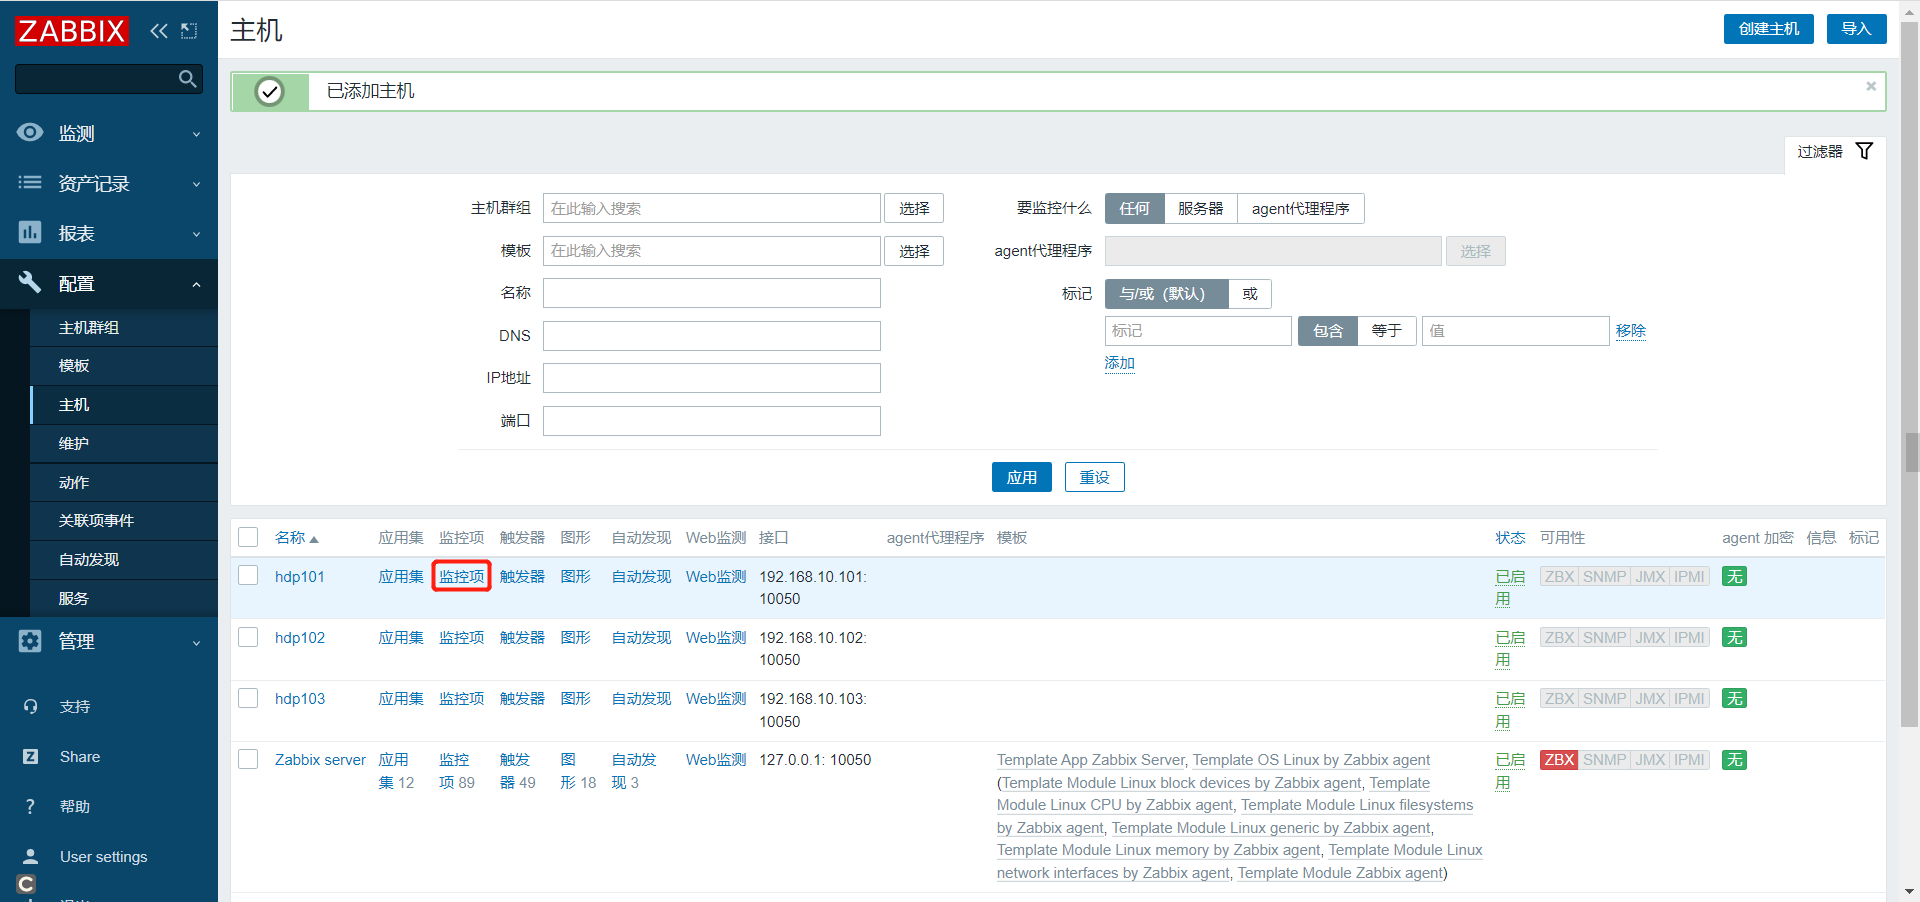 ZABBIX
主机
创建主机
导入
已添加主机
监测
资产记录
报表
配置
主机群组
模板
主机
维护
动作
关联项事件
自动发现
服务
管理
支持
Share
帮助
User settings
过滤器
主机群组 在此输入搜索 选择
模板 在此输入搜索 选择
名称
DNS
IP地址
端口
要监控什么 任何 服务器 agent代理程序
agent代理程序 选择
标记 与/或（默认） 或
标记 包含 等于 值 移除
添加
应用 重设
名称 应用集 监控项 触发器 图形 自动发现 Web监测 接口 agent代理程序 模板 状态 可用性 agent 加密 信息 标记
hdp101 应用集 监控项 触发器 图形 自动发现 Web监测 192.168.10.101: 已启 ZBX SNMP JMX IPMI 无
10050 用
hdp102 应用集 监控项 触发器 图形 自动发现 Web监测 192.168.10.102: 已启 ZBX SNMP JMX IPMI 无
10050 用
hdp103 应用集 监控项 触发器 图形 自动发现 Web监测 192.168.10.103: 已启 ZBX SNMP JMX IPMI 无
10050 用
Zabbix server 应用 监控 触发 图 自动发 Web监测 127.0.0.1: 10050 Template App Zabbix Server, Template OS Linux by Zabbix agent 已启 ZBX SNMP JMX IPMI 无
集 12 项 89 器 49 形 18 现 3 (Template Module Linux block devices by Zabbix agent, Template 用
Module Linux CPU by Zabbix agent, Template Module Linux filesystems
by Zabbix agent, Template Module Linux generic by Zabbix agent,
Template Module Linux memory by Zabbix agent, Template Module Linux
network interfaces by Zabbix agent, Template Module Zabbix agent)